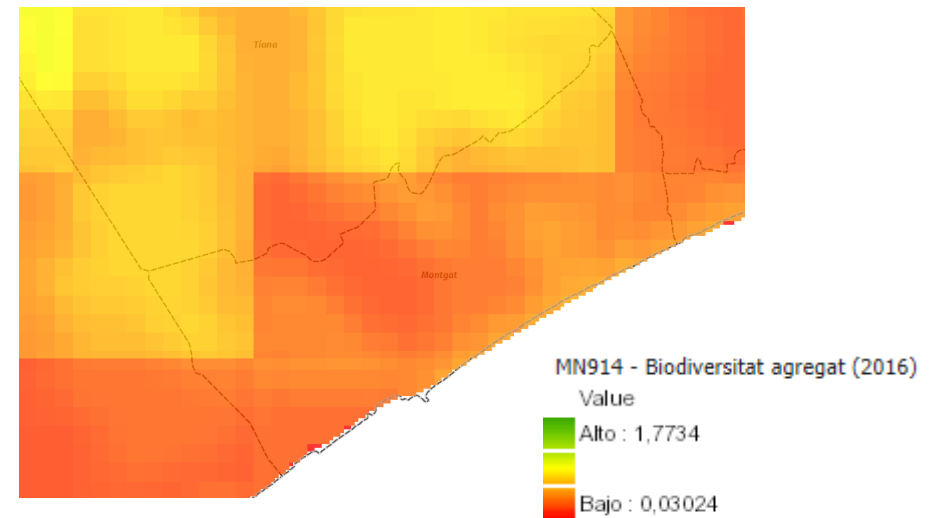 Tiana
Montgat
MN914 - Biodiversitat agregat (2016)
Value
Alto : 1,7734
Bajo : 0,03024